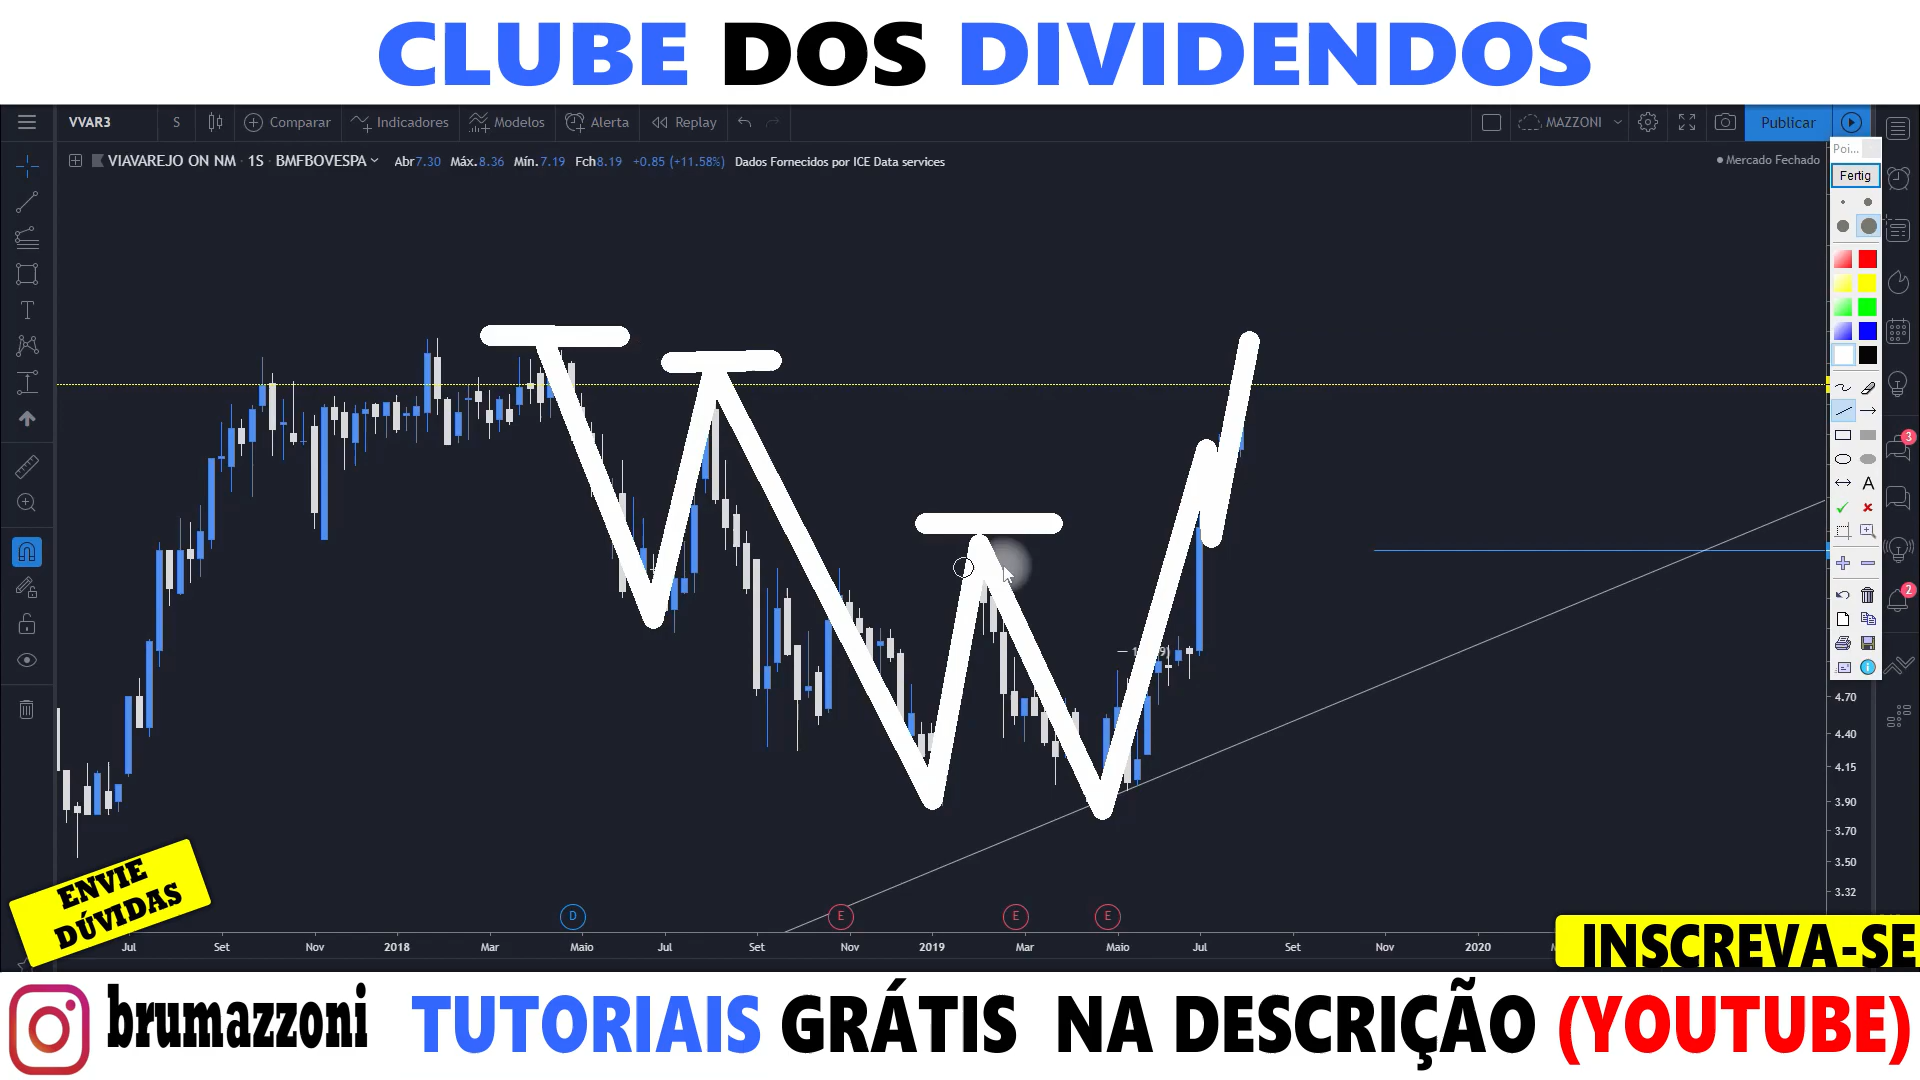 CLUBE DOS DIVIDENDOS
VVAR3 S Comparar Indicadores Modelos Alerta Replay MAZZONI Publicar
Poi...
VIAVAREJO ON NM · 1S · BMFBOVESPA Abr7.30 Máx.8.36 Mín.7.19 Fch8.19 +0.85 (+11.58%) Dados Fornecidos por ICE Data services
Mercado Fechado
Fertig
T
3
A
2
4.70
4.40
4.15
3.90
3.70
3.50
3.32
D E E E
Jul Set Nov 2018 Mar Maio Jul Set Nov 2019 Mar Maio Jul Set Nov 2020
ENVIE
DÚVIDAS
INSCREVA-SE
brumazzoni TUTORIAIS GRÁTIS NA DESCRIÇÃO (YOUTUBE)